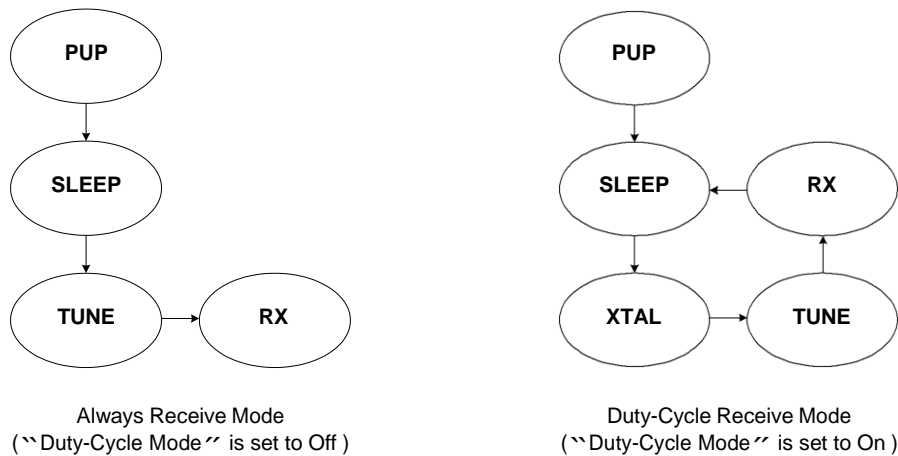 PUP
SLEEP
TUNE
RX
Always Receive Mode
(‵‵Duty-Cycle Mode″ is set to Off )
PUP
SLEEP
RX
XTAL
TUNE
Duty-Cycle Receive Mode
(‵‵Duty-Cycle Mode″ is set to On )